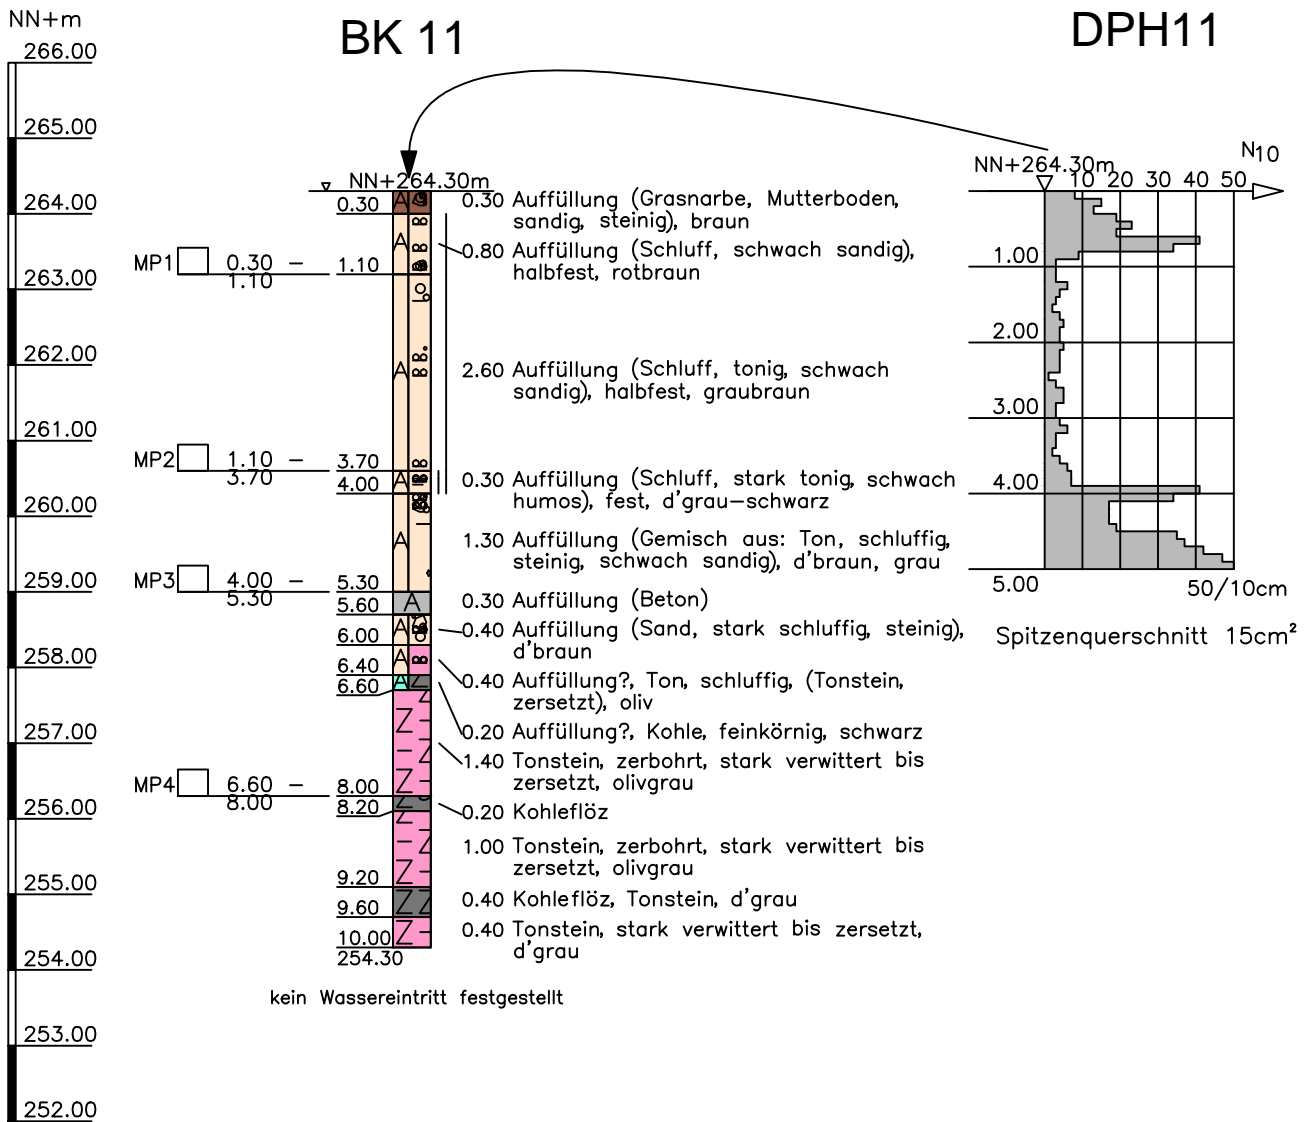 NN+m
BK 11
DPH11
266.00
265.00
264.00
263.00
262.00
261.00
260.00
259.00
258.00
257.00
256.00
255.00
254.00
253.00
252.00
MP1 0.30 –
1.10
MP2 1.10 –
3.70
MP3 4.00 –
5.30
MP4 6.60 –
8.00
NN+264.30m
0.30
1.10
3.70
4.00
5.30
5.60
6.00
6.40
6.60
8.00
8.20
9.20
9.60
10.00
254.30
0.30 Auffüllung (Grasnarbe, Mutterboden,
sandig, steinig), braun
0.80 Auffüllung (Schluff, schwach sandig),
halbfest, rotbraun
2.60 Auffüllung (Schluff, tonig, schwach
sandig), halbfest, graubraun
0.30 Auffüllung (Schluff, stark tonig, schwach
humos), fest, d'grau–schwarz
1.30 Auffüllung (Gemisch aus: Ton, schluffig,
steinig, schwach sandig), d'braun, grau
0.30 Auffüllung (Beton)
0.40 Auffüllung (Sand, stark schluffig, steinig),
d'braun
0.40 Auffüllung?, Ton, schluffig, (Tonstein,
zersetzt), oliv
0.20 Auffüllung?, Kohle, feinkörnig, schwarz
1.40 Tonstein, zerbohrt, stark verwittert bis
zersetzt, olivgrau
0.20 Kohleflöz
1.00 Tonstein, zerbohrt, stark verwittert bis
zersetzt, olivgrau
0.40 Kohleflöz, Tonstein, d'grau
0.40 Tonstein, stark verwittert bis zersetzt,
d'grau
kein Wassereintritt festgestellt
N10
NN+264.30m
10 20 30 40 50
1.00
2.00
3.00
4.00
5.00
50/10cm
Spitzenquerschnitt 15cm²